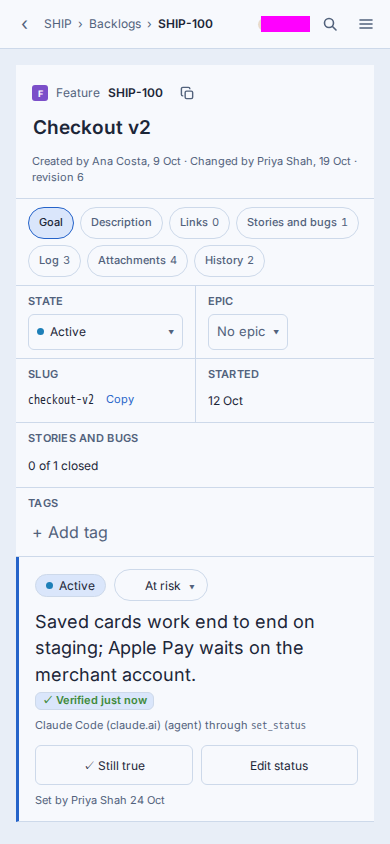 SHIP › Backlogs › SHIP-100
F Feature SHIP-100
Checkout v2
Created by Ana Costa, 9 Oct · Changed by Priya Shah, 19 Oct ·
revision 6
Goal Description Links 0 Stories and bugs 1
Log 3 Attachments 4 History 2
STATE EPIC
Active No epic
SLUG STARTED
checkout-v2 Copy 12 Oct
STORIES AND BUGS
0 of 1 closed
TAGS
+ Add tag
Active At risk
Saved cards work end to end on
staging; Apple Pay waits on the
merchant account.
✓ Verified just now
Claude Code (claude.ai) (agent) through set_status
✓ Still true Edit status
Set by Priya Shah 24 Oct